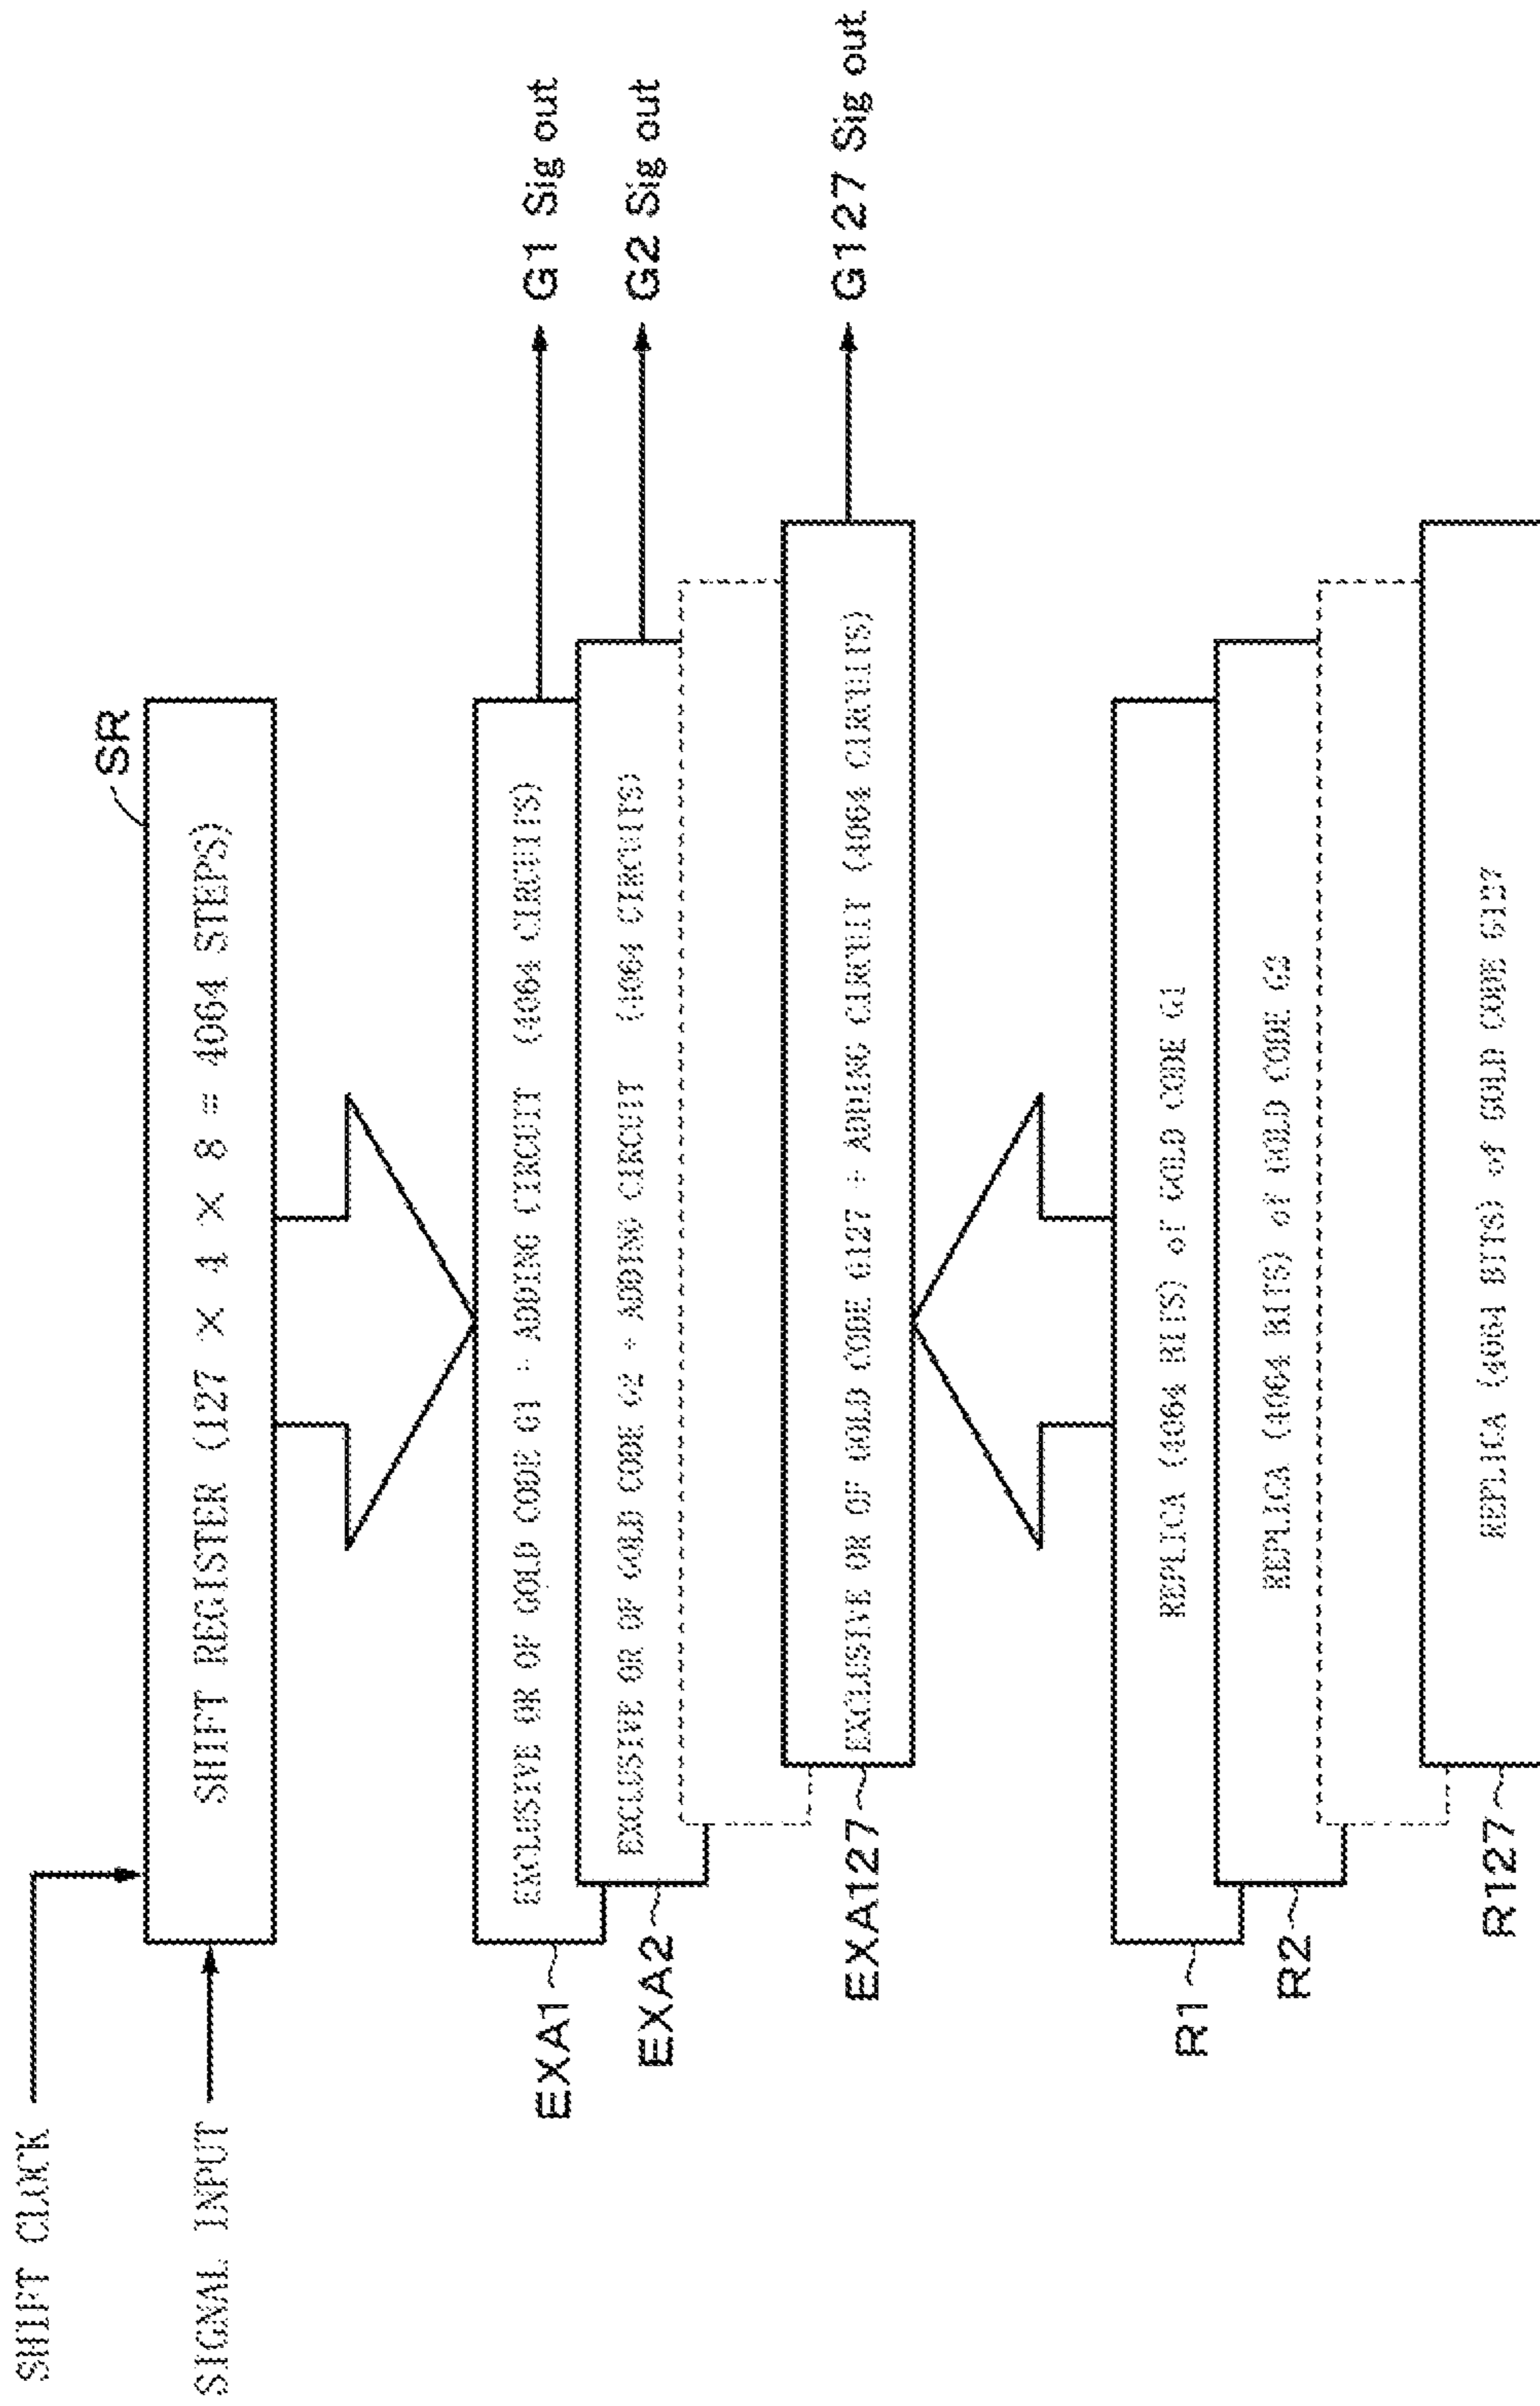 SHIFT CLOCK
SIGNAL INPUT
SR
SHIFT REGISTER (127 × 4 × 8 = 4064 STEPS)
EXA1
EXCLUSIVE OR OF GOLD CODE G1 + ADDING CIRCUIT (4064 CIRCUITS)
G1 Sig out
EXA2
EXCLUSIVE OR OF GOLD CODE G2 + ADDING CIRCUIT (4064 CIRCUITS)
G2 Sig out
EXA127
EXCLUSIVE OR OF GOLD CODE G127 + ADDING CIRCUIT (4064 CIRCUITS)
G127 Sig out
R1
REPLICA (4064 BITS) of GOLD CODE G1
R2
REPLICA (4064 BITS) of GOLD CODE G2
R127
REPLICA (4064 BITS) of GOLD CODE G127